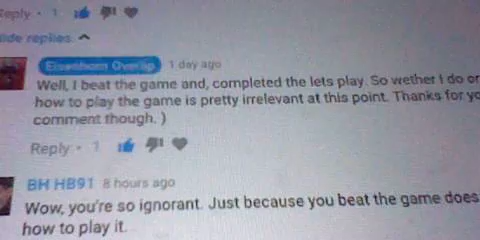 Reply · 1
ide replies
Eisenhorn Overlap 1 day ago
Well, I beat the game and, completed the lets play. So wether I do or
how to play the game is pretty irrelevant at this point. Thanks for yo
comment though. )
Reply · 1
BH HB91 8 hours ago
Wow, you're so ignorant. Just because you beat the game does
how to play it.